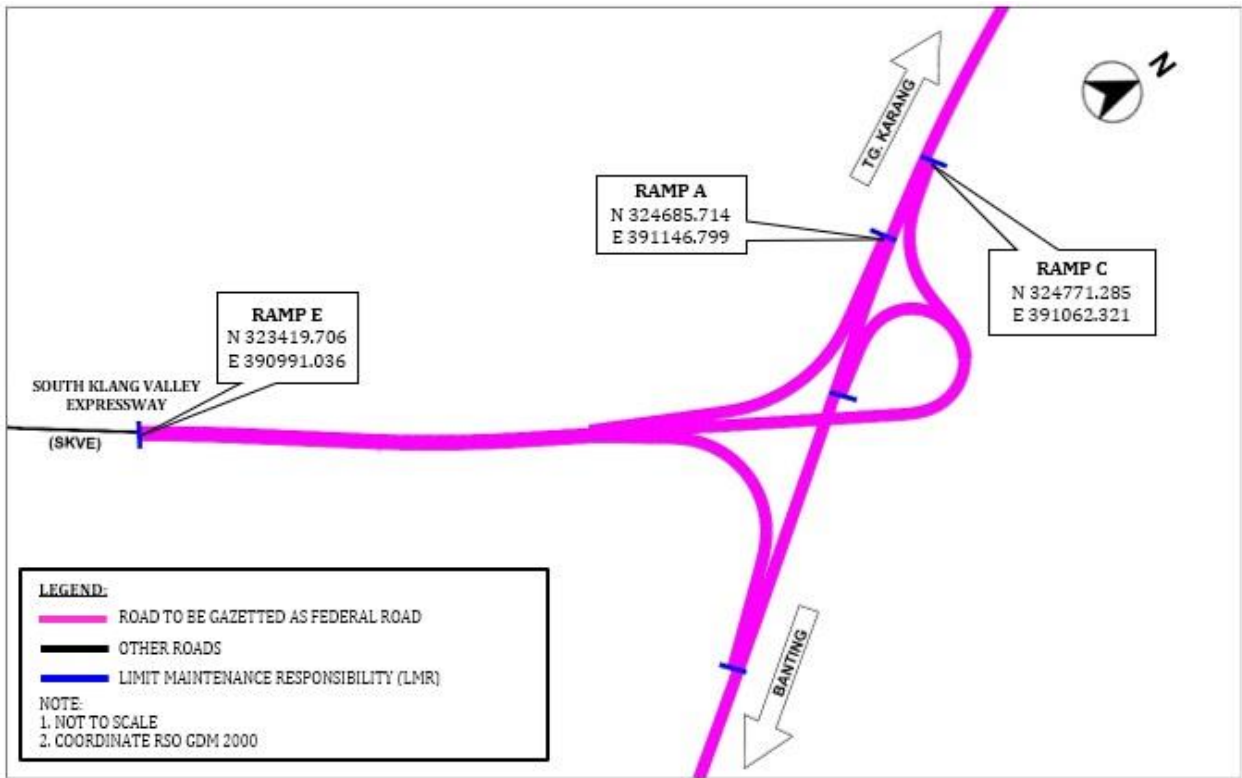 N
TG. KARANG
RAMP A
N 324685.714
E 391146.799
RAMP C
N 324771.285
E 391062.321
RAMP E
N 323419.706
E 390991.036
SOUTH KLANG VALLEY
EXPRESSWAY
(SKVE)
BANTING
LEGEND:
ROAD TO BE GAZETTED AS FEDERAL ROAD
OTHER ROADS
LIMIT MAINTENANCE RESPONSIBILITY (LMR)
NOTE:
1. NOT TO SCALE
2. COORDINATE RSO GDM 2000